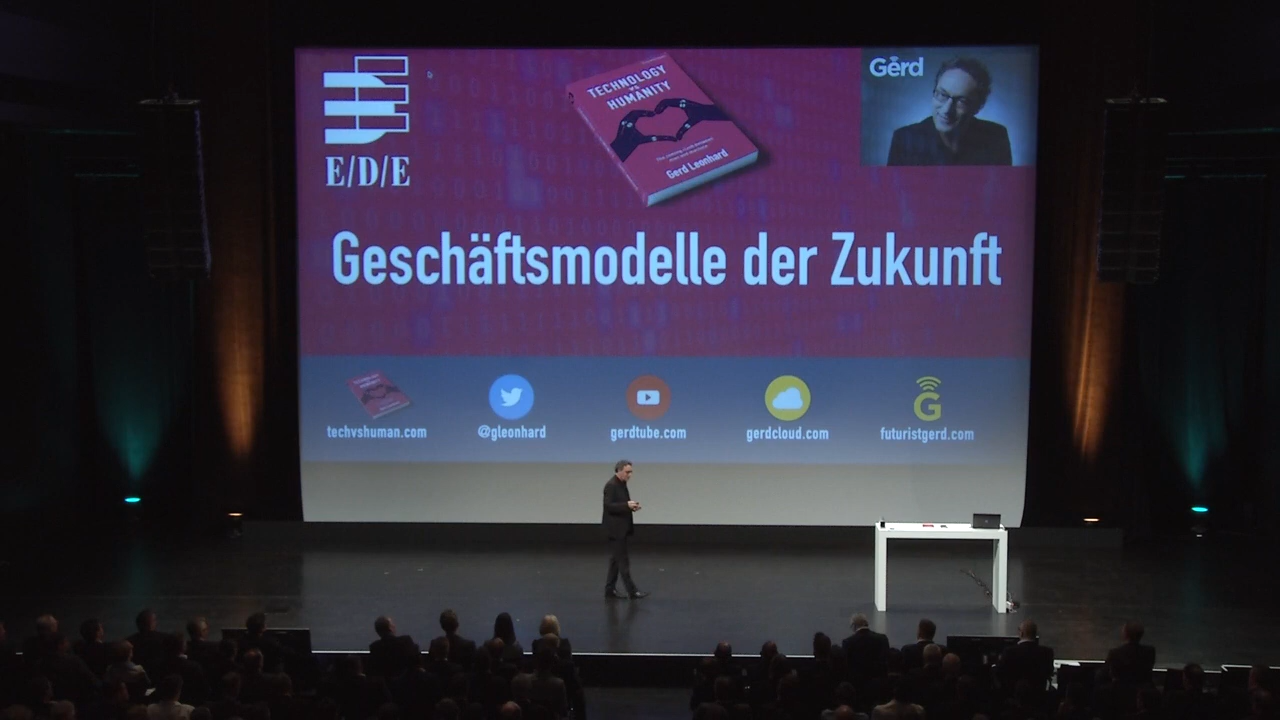 E/D/E
TECHNOLOGY
vs
HUMANITY
Gerd Leonhard
Gerd
Geschäftsmodelle der Zukunft
techvshuman.com
@gleonhard
gerdtube.com
gerdcloud.com
G
futuristgerd.com